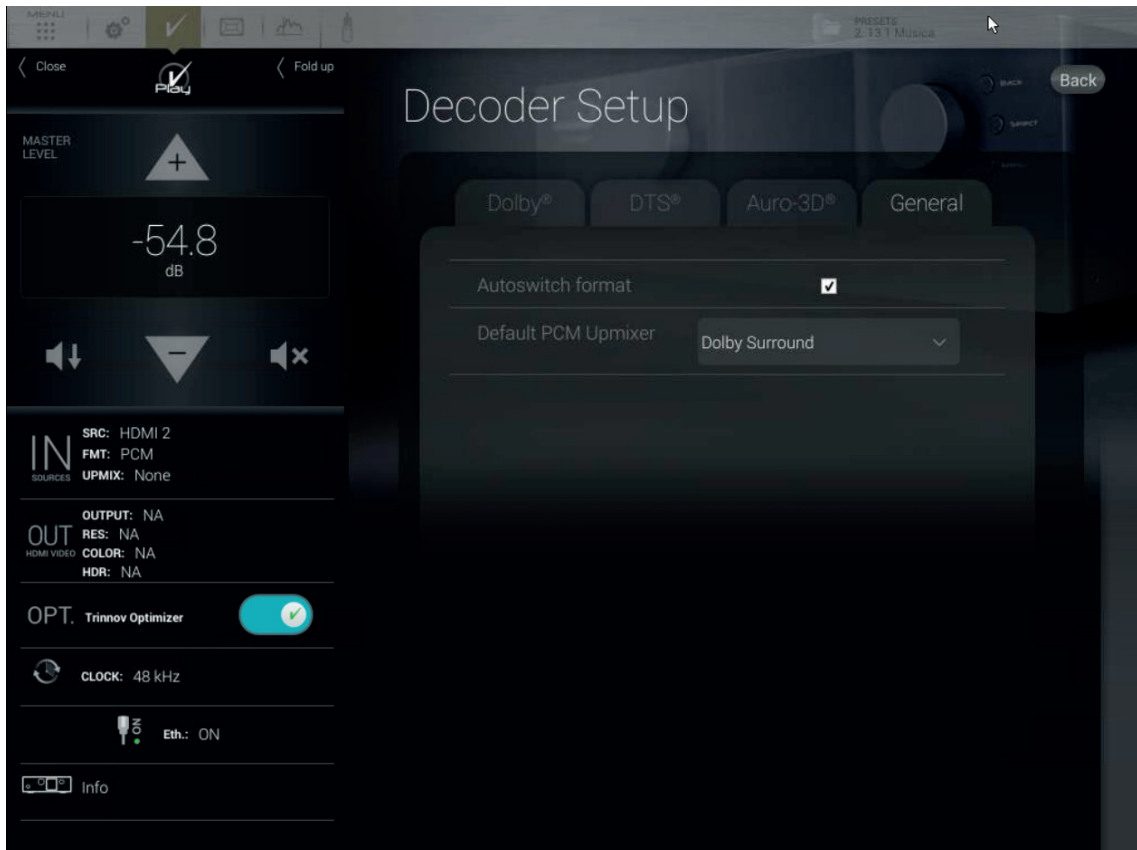 MENU
PRESETS
2. 13 1 Musica
Close
Play
Fold up
MASTER
LEVEL
+
-54.8
dB
−
IN
SOURCES
SRC: HDMI 2
FMT: PCM
UPMIX: None
OUT
HDMI VIDEO
OUTPUT: NA
RES: NA
COLOR: NA
HDR: NA
OPT. Trinnov Optimizer
CLOCK: 48 kHz
ON
Eth.: ON
Info
Decoder Setup
BACK
Back
SELECT
Dolby® DTS® Auro-3D® General
Autoswitch format
Default PCM Upmixer Dolby Surround